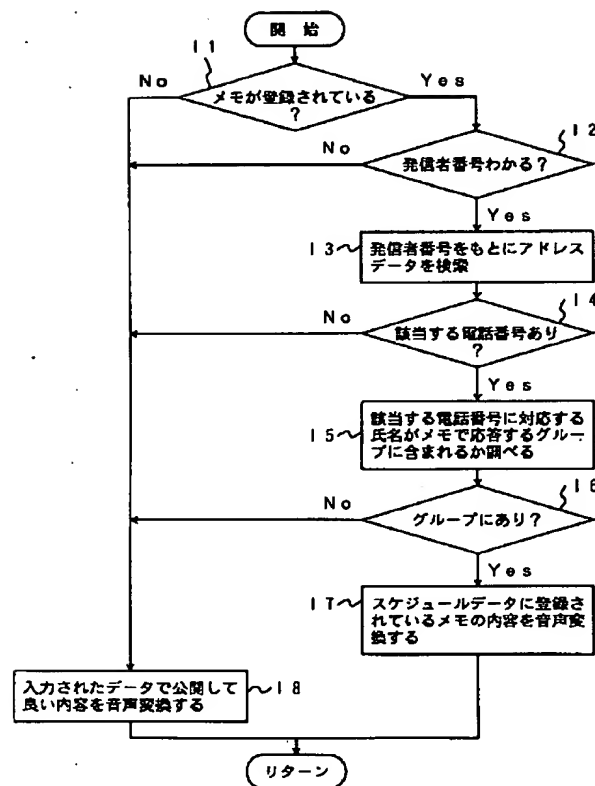 開 始
11
No
Yes
メモが登録されている
?
12
No
発信者番号わかる?
Yes
13
発信者番号をもとにアドレス
データを検索
14
No
該当する電話番号あり
?
Yes
15
該当する電話番号に対応する
氏名がメモで応答するグルー
プに含まれるか調べる
16
No
グループにあり?
Yes
17
スケジュールデータに登録さ
れているメモの内容を音声変
換する
入力されたデータで公開して
良い内容を音声変換する
18
リターン